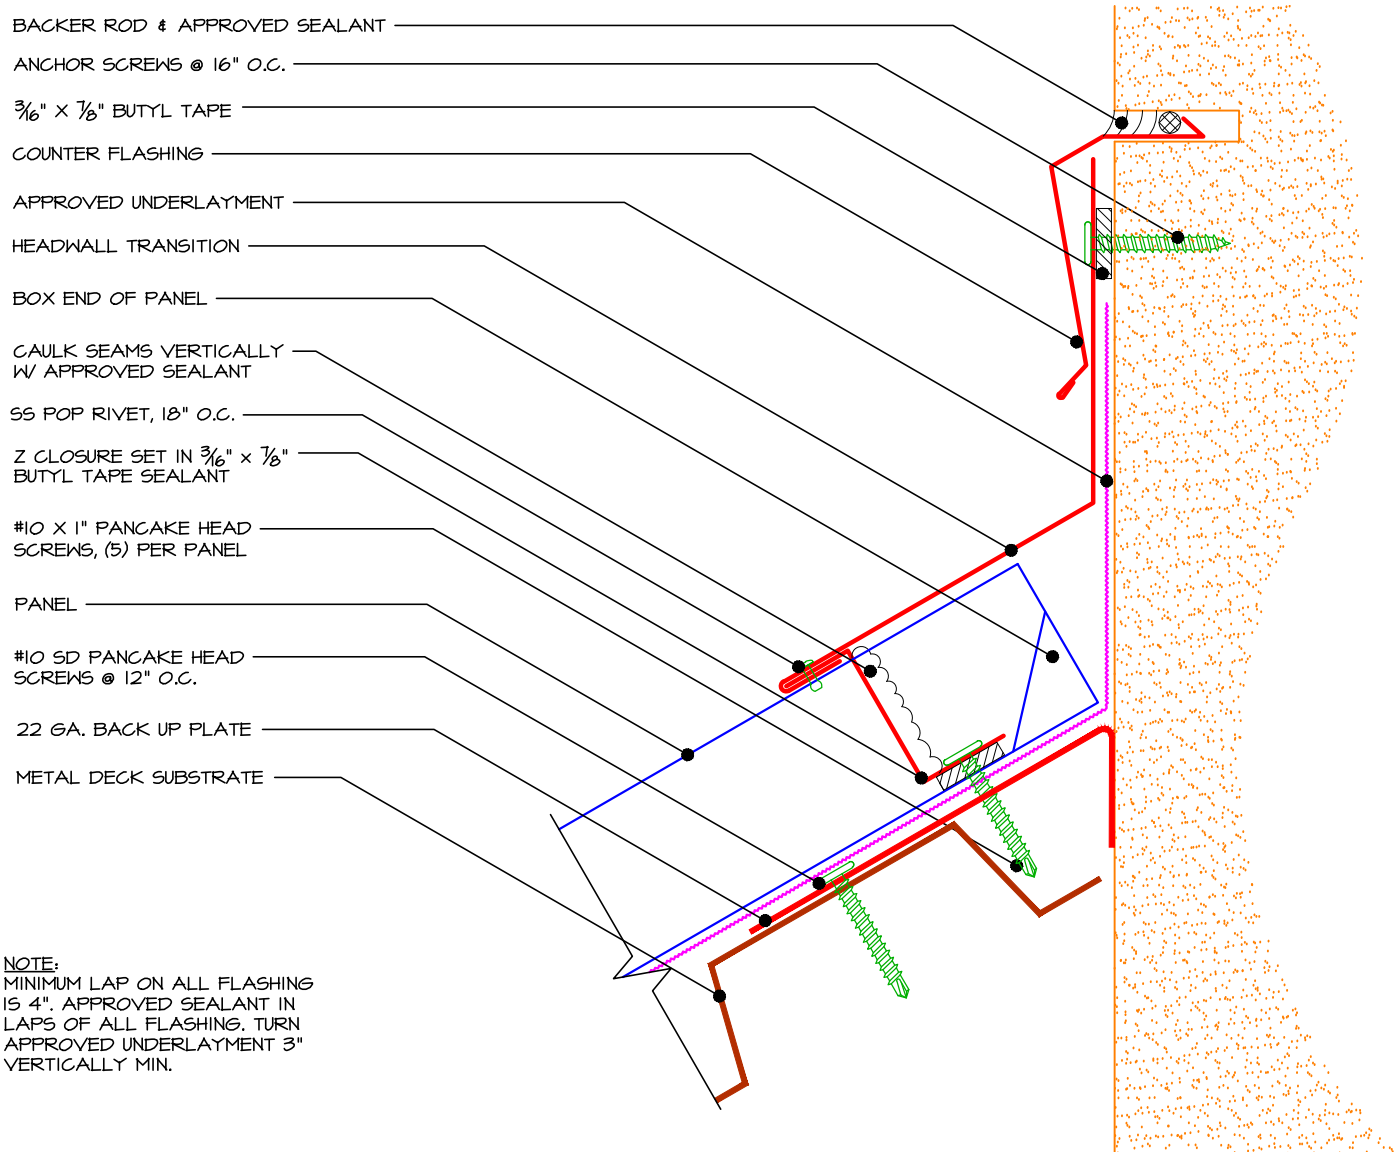 BACKER ROD & APPROVED SEALANT
ANCHOR SCREWS @ 16" O.C.
3/16" X 7/8" BUTYL TAPE
COUNTER FLASHING
APPROVED UNDERLAYMENT
HEADWALL TRANSITION
BOX END OF PANEL
CAULK SEAMS VERTICALLY
W/ APPROVED SEALANT
SS POP RIVET, 18" O.C.
Z CLOSURE SET IN 3/16" x 7/8"
BUTYL TAPE SEALANT
#10 X 1" PANCAKE HEAD
SCREWS, (5) PER PANEL
PANEL
#10 SD PANCAKE HEAD
SCREWS @ 12" O.C.
22 GA. BACK UP PLATE
METAL DECK SUBSTRATE
NOTE:
MINIMUM LAP ON ALL FLASHING
IS 4". APPROVED SEALANT IN
LAPS OF ALL FLASHING. TURN
APPROVED UNDERLAYMENT 3"
VERTICALLY MIN.